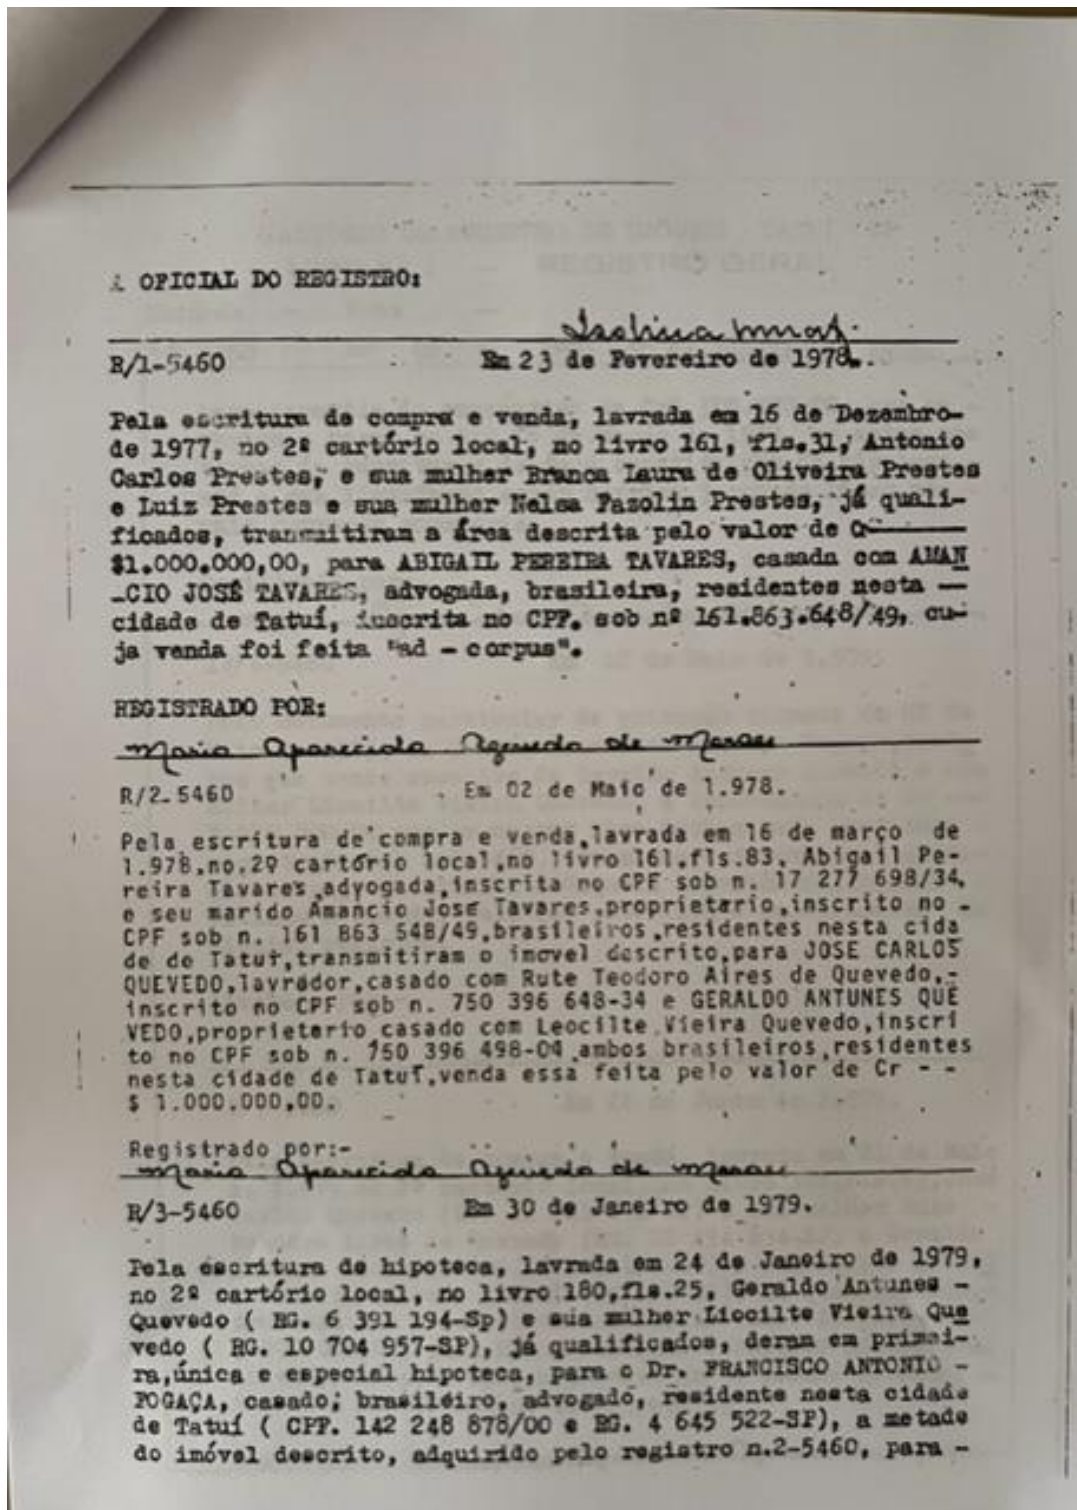 A OFICIAL DO REGISTRO:
R/1-5460 Em 23 de Fevereiro de 1978.
Pela escritura de compra e venda, lavrada em 16 de Dezembro-
de 1977, no 2º cartório local, no livro 161, fls.31, Antonio
Carlos Prestes, e sua mulher Branca Laura de Oliveira Prestes
e Luiz Prestes e sua mulher Nelsa Fazolin Prestes, já quali-
ficados, transmitiram a área descrita pelo valor de Cr
$1.000.000,00, para ABIGAIL PEREIRA TAVARES, casada com AMAN
-CIO JOSÉ TAVARES, advogada, brasileira, residentes nesta —
cidade de Tatuí, inscrita no CPF. sob nº 161.863.648/49, cu-
ja venda foi feita "ad - corpus".
REGISTRADO POR:
Maria Aparecida Azevedo de Moraes
R/2-5460 Em 02 de Maio de 1.978.
Pela escritura de compra e venda,lavrada em 16 de março de
1.978,no.2º cartório local,no livro 161.fls.83, Abigail Pe-
reira Tavares,advogada,inscrita no CPF sob n. 17 277 698/34,
e seu marido Amancio José Tavares,proprietario,inscrito no -
CPF sob n. 161 863 548/49,brasileiros,residentes nesta cida
de de Tatuí,transmitiram o imovel descrito,para JOSE CARLOS
QUEVEDO,lavrador,casado com Rute Teodoro Aires de Quevedo,-
inscrito no CPF sob n. 750 396 648-34 e GERALDO ANTUNES QUE
VEDO,proprietario casado com Leocilte Vieira Quevedo,inscri
to no CPF sob n. 750 396 498-04 ambos brasileiros,residentes
nesta cidade de Tatuí,venda essa feita pelo valor de Cr - -
$ 1.000.000,00.
Registrado por:-
Maria Aparecida Azevedo de Moraes
R/3-5460 Em 30 de Janeiro de 1979.
Pela escritura de hipoteca, lavrada em 24 de Janeiro de 1979,
no 2º cartório local, no livro 180,fls.25, Geraldo Antunes -
Quevedo ( RG. 6 391 194-Sp) e sua mulher Liocilte Vieira Que
vedo ( RG. 10 704 957-SP), já qualificados, deram em primei-
ra,única e especial hipoteca, para o Dr. FRANCISCO ANTONIO -
FOGAÇA, casado; brasileiro, advogado, residente nesta cidade
de Tatuí ( CPF. 142 248 878/00 e RG. 4 645 522-SP), a metade
do imóvel descrito, adquirido pelo registro n.2-5460, para -